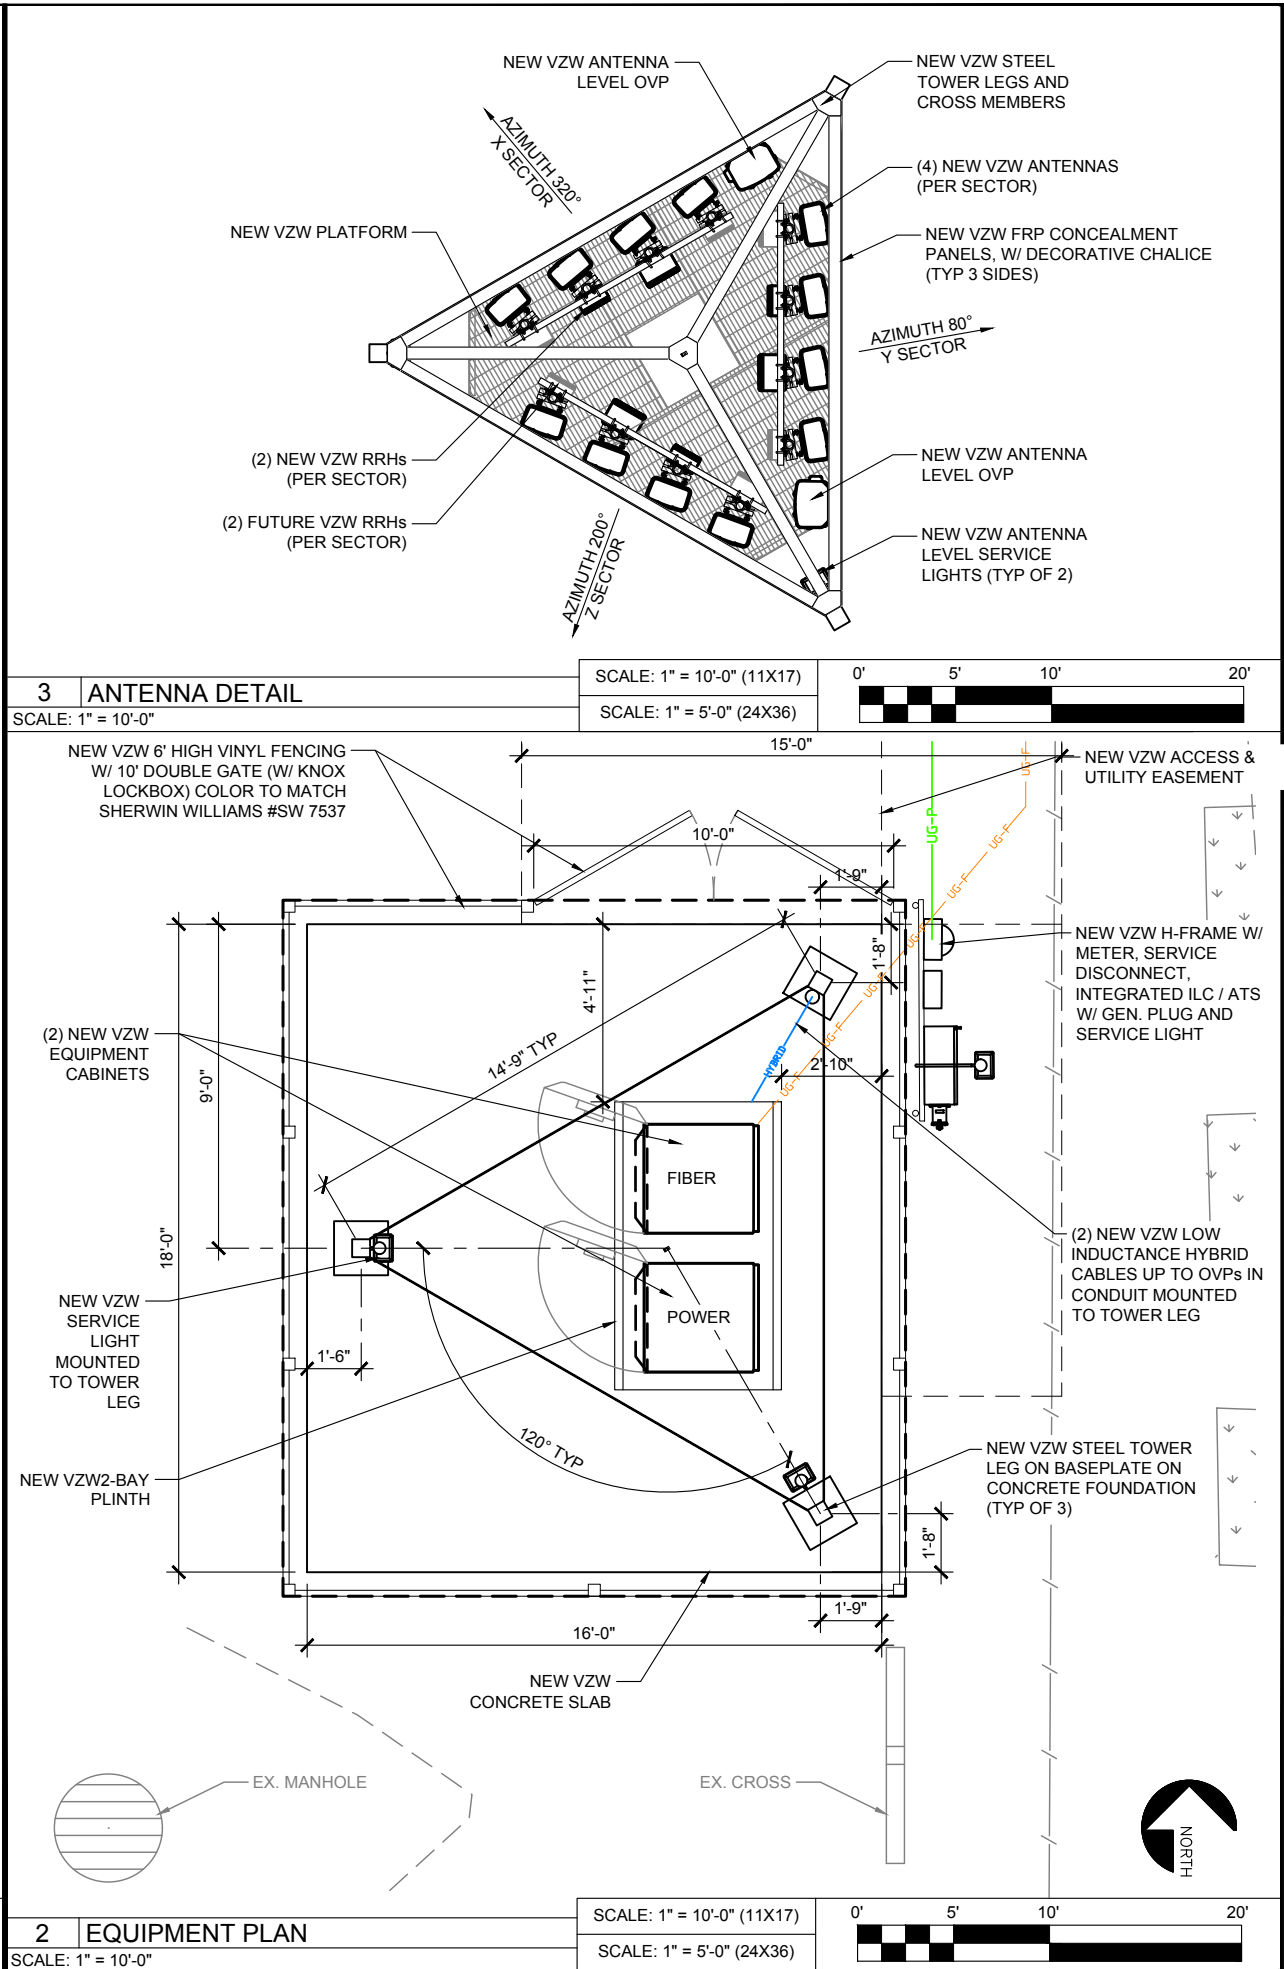 NEW VZW ANTENNA
LEVEL OVP
NEW VZW STEEL
TOWER LEGS AND
CROSS MEMBERS
AZIMUTH 320°
X SECTOR
(4) NEW VZW ANTENNAS
(PER SECTOR)
NEW VZW PLATFORM
NEW VZW FRP CONCEALMENT
PANELS, W/ DECORATIVE CHALICE
(TYP 3 SIDES)
AZIMUTH 80°
Y SECTOR
(2) NEW VZW RRHs
(PER SECTOR)
NEW VZW ANTENNA
LEVEL OVP
(2) FUTURE VZW RRHs
(PER SECTOR)
AZIMUTH 200°
Z SECTOR
NEW VZW ANTENNA
LEVEL SERVICE
LIGHTS (TYP OF 2)
3 ANTENNA DETAIL
SCALE: 1" = 10'-0"
SCALE: 1" = 10'-0" (11X17)
SCALE: 1" = 5'-0" (24X36)
0' 5' 10' 20'
NEW VZW 6' HIGH VINYL FENCING
W/ 10' DOUBLE GATE (W/ KNOX
LOCKBOX) COLOR TO MATCH
SHERWIN WILLIAMS #SW 7537
15'-0"
NEW VZW ACCESS &
UTILITY EASEMENT
10'-0"
UG-P
UG-F
UG-F
UG-F
UG-F
UG-F
UG-F
UG-F
1'-9"
1'-8"
NEW VZW H-FRAME W/
METER, SERVICE
DISCONNECT,
INTEGRATED ILC / ATS
W/ GEN. PLUG AND
SERVICE LIGHT
4'-11"
(2) NEW VZW
EQUIPMENT
CABINETS
14'-9" TYP
HYBRID
2'-10"
9'-0"
18'-0"
FIBER
POWER
(2) NEW VZW LOW
INDUCTANCE HYBRID
CABLES UP TO OVPs IN
CONDUIT MOUNTED
TO TOWER LEG
NEW VZW
SERVICE
LIGHT
MOUNTED
TO TOWER
LEG
1'-6"
120° TYP
NEW VZW2-BAY
PLINTH
NEW VZW STEEL TOWER
LEG ON BASEPLATE ON
CONCRETE FOUNDATION
(TYP OF 3)
1'-8"
1'-9"
16'-0"
NEW VZW
CONCRETE SLAB
EX. MANHOLE
EX. CROSS
NORTH
2 EQUIPMENT PLAN
SCALE: 1" = 10'-0"
SCALE: 1" = 10'-0" (11X17)
SCALE: 1" = 5'-0" (24X36)
0' 5' 10' 20'